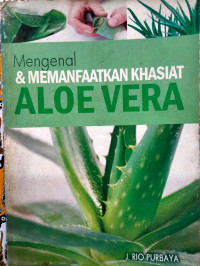 Mengenal
& MEMANFAATKAN KHASIAT
ALOE VERA
J. RIO PURBAYA